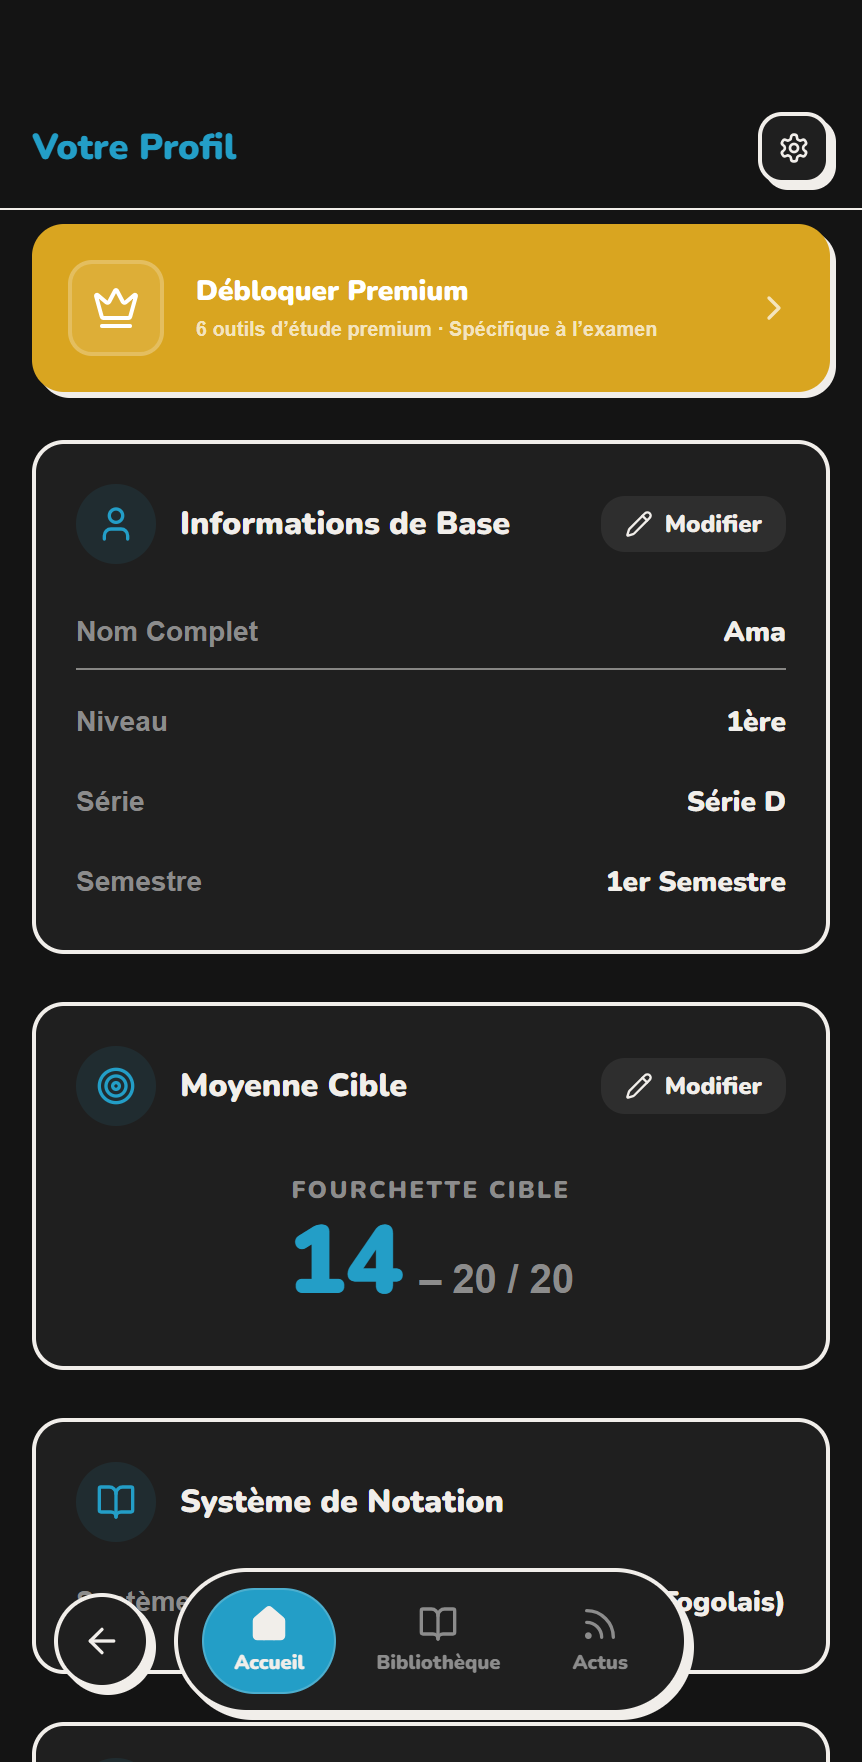 Votre Profil
Débloquer Premium
6 outils d’étude premium · Spécifique à l’examen
Informations de Base
Modifier
Nom Complet
Ama
Niveau
1ère
Série
Série D
Semestre
1er Semestre
Moyenne Cible
Modifier
FOURCHETTE CIBLE
14 – 20 / 20
Système de Notation
Togolais)
Accueil
Bibliothèque
Actus